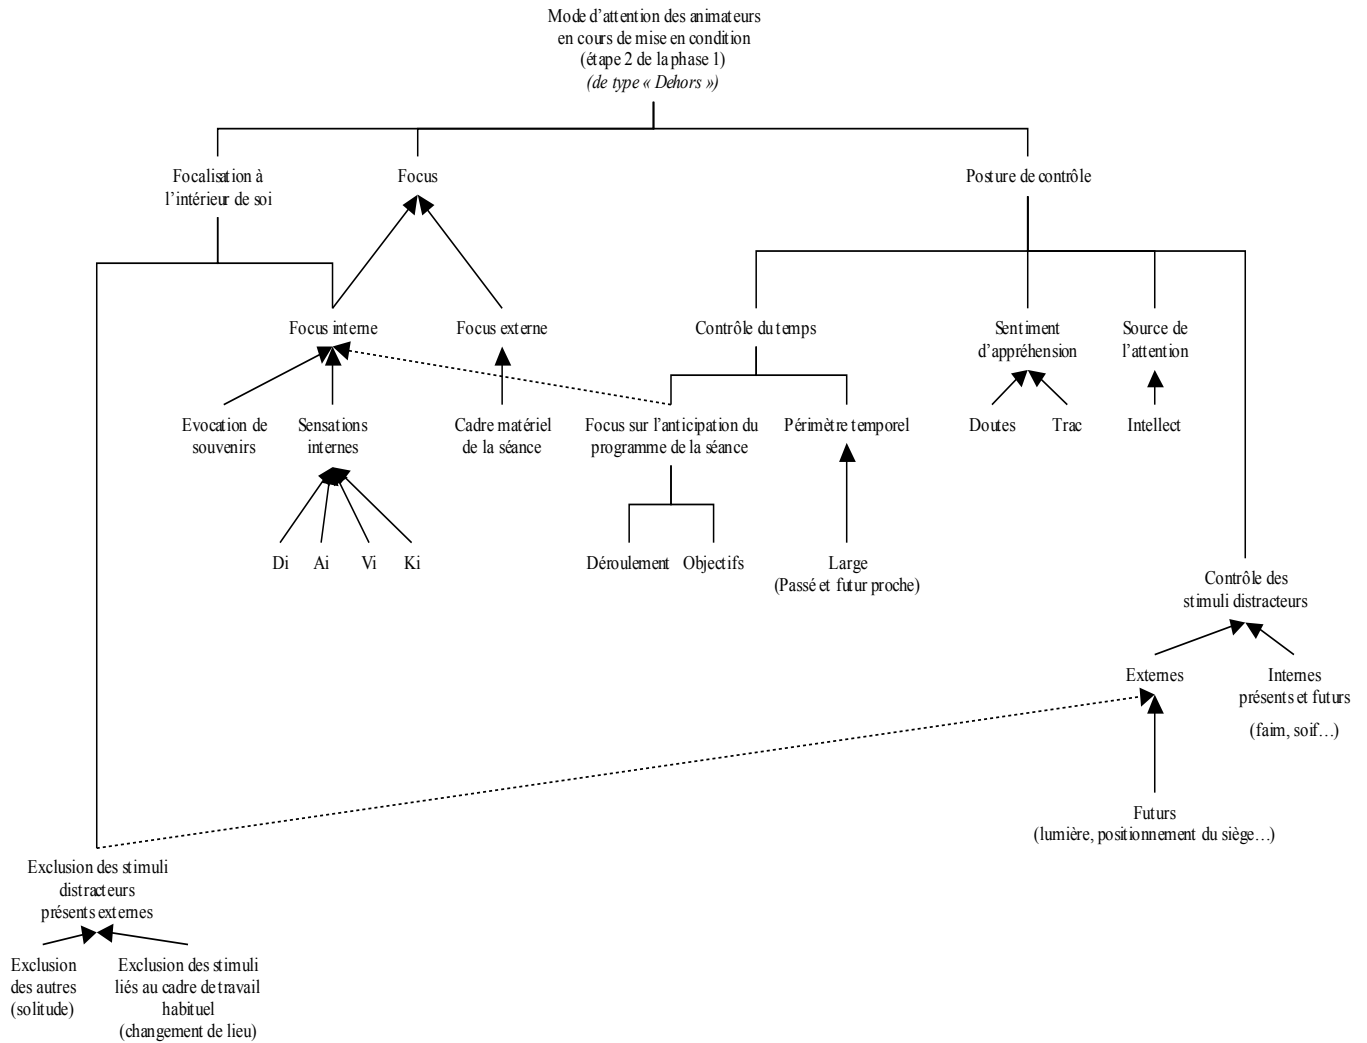 Mode d'attention des animateurs
en cours de mise en condition
(étape 2 de la phase 1)
(de type « Dehors »)
Focalisation à
l'intérieur de soi
Focus
Posture de contrôle
Focus interne
Focus externe
Contrôle du temps
Sentiment
d'appréhension
Source de
l'attention
Evocation de
souvenirs
Sensations
internes
Cadre matériel
de la séance
Focus sur l'anticipation du
programme de la séance
Périmètre temporel
Doutes
Trac
Intellect
Di
Ai
Vi
Ki
Déroulement
Objectifs
Large
(Passé et futur proche)
Contrôle des
stimuli distracteurs
Externes
Internes
présents et futurs
(faim, soif…)
Futurs
(lumière, positionnement du siège…)
Exclusion des stimuli
distracteurs
présents externes
Exclusion
des autres
(solitude)
Exclusion des stimuli
liés au cadre de travail
habituel
(changement de lieu)